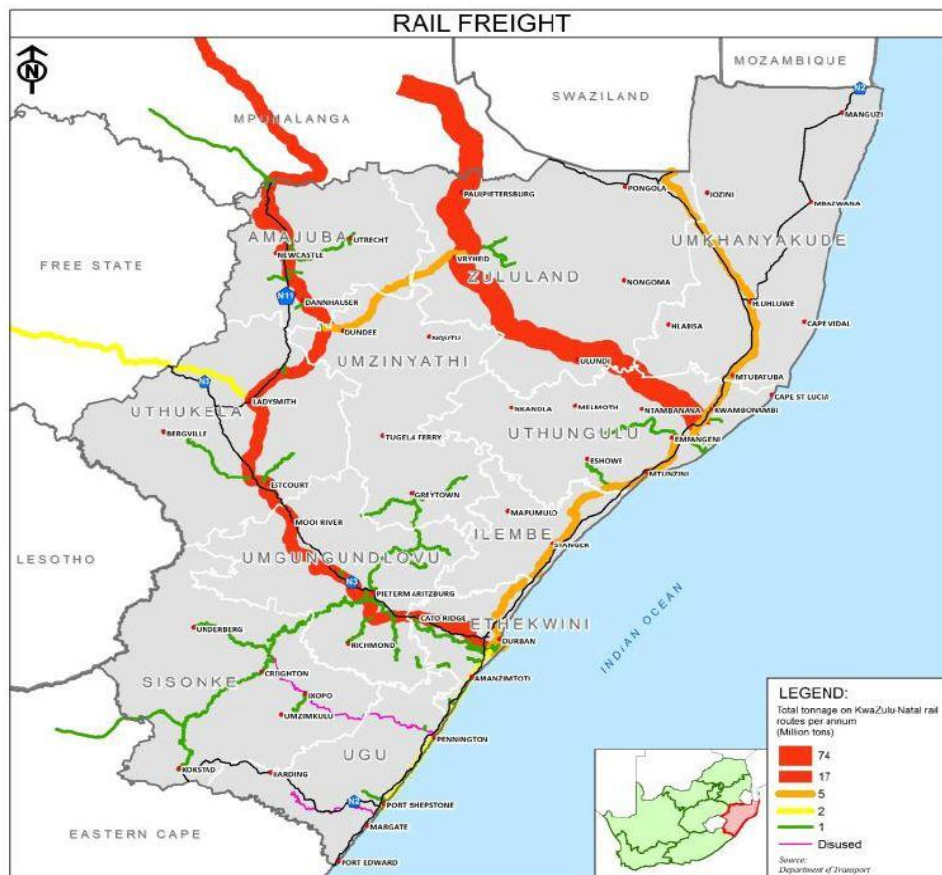 RAIL FREIGHT
N
MOZAMBIQUE
SWAZILAND
N2
MANGUZI
MPUMALANGA
PAULPIETERSBURG
PONGOLA
JOZINI
MBAZWANA
AMAJUBA
UTRECHT
UMKHANYAKUDE
NEWCASTLE
VRYHEID
FREE STATE
ZULULAND
NONGOMA
N11
DANNHAUSER
HLUHLUWE
DUNDEE
NQUTU
HLABISA
CAPE VIDAL
UMZINYATHI
ULUNDI
N3
MTUBATUBA
LADYSMITH
CAPE ST LUCIA
UTHUKELA
NKANDLA
MELMOTH
NTAMBANANA
KWAMBONAMBI
BERGVILLE
TUGELA FERRY
UTHUNGULU
EMPANGENI
ESHOWE
MTUNZINI
ESTCOURT
GREYTOWN
MOOI RIVER
MAPUMULO
ILEMBE
STANGER
LESOTHO
UMGUNGUNDLOVU
N3
PIETERMARITZBURG
CATO RIDGE
ETHEKWINI
UNDERBERG
RICHMOND
DURBAN
INDIAN OCEAN
CREIGHTON
AMANZIMTOTI
SISONKE
IXOPO
UMZIMKULU
PENNINGTON
UGU
KOKSTAD
HARDING
N2
PORT SHEPSTONE
EASTERN CAPE
MARGATE
PORT EDWARD
LEGEND:
Total tonnage on KwaZulu-Natal rail
routes per annum
(Million tons)
74
17
5
2
1
Disused
Source:
Department of Transport